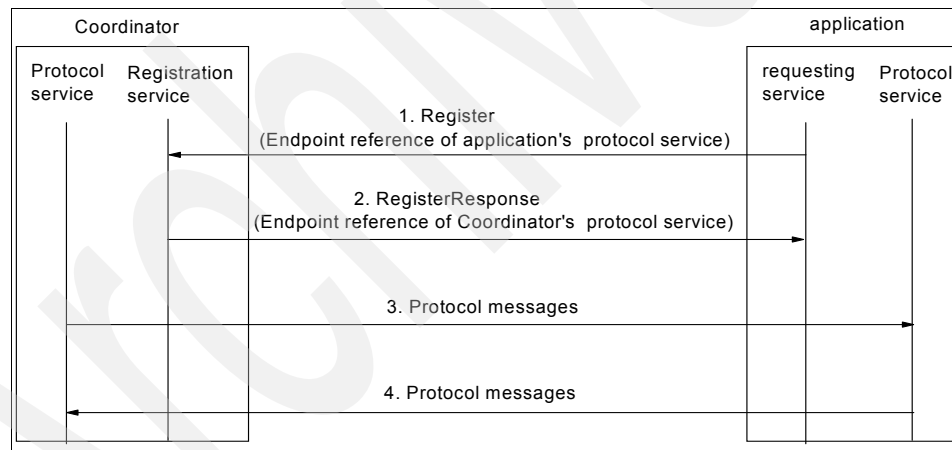 Coordinator
application
Protocol service
Registration service
requesting service
Protocol service
1. Register
(Endpoint reference of application's protocol service)
2. RegisterResponse
(Endpoint reference of Coordinator's protocol service)
3. Protocol messages
4. Protocol messages